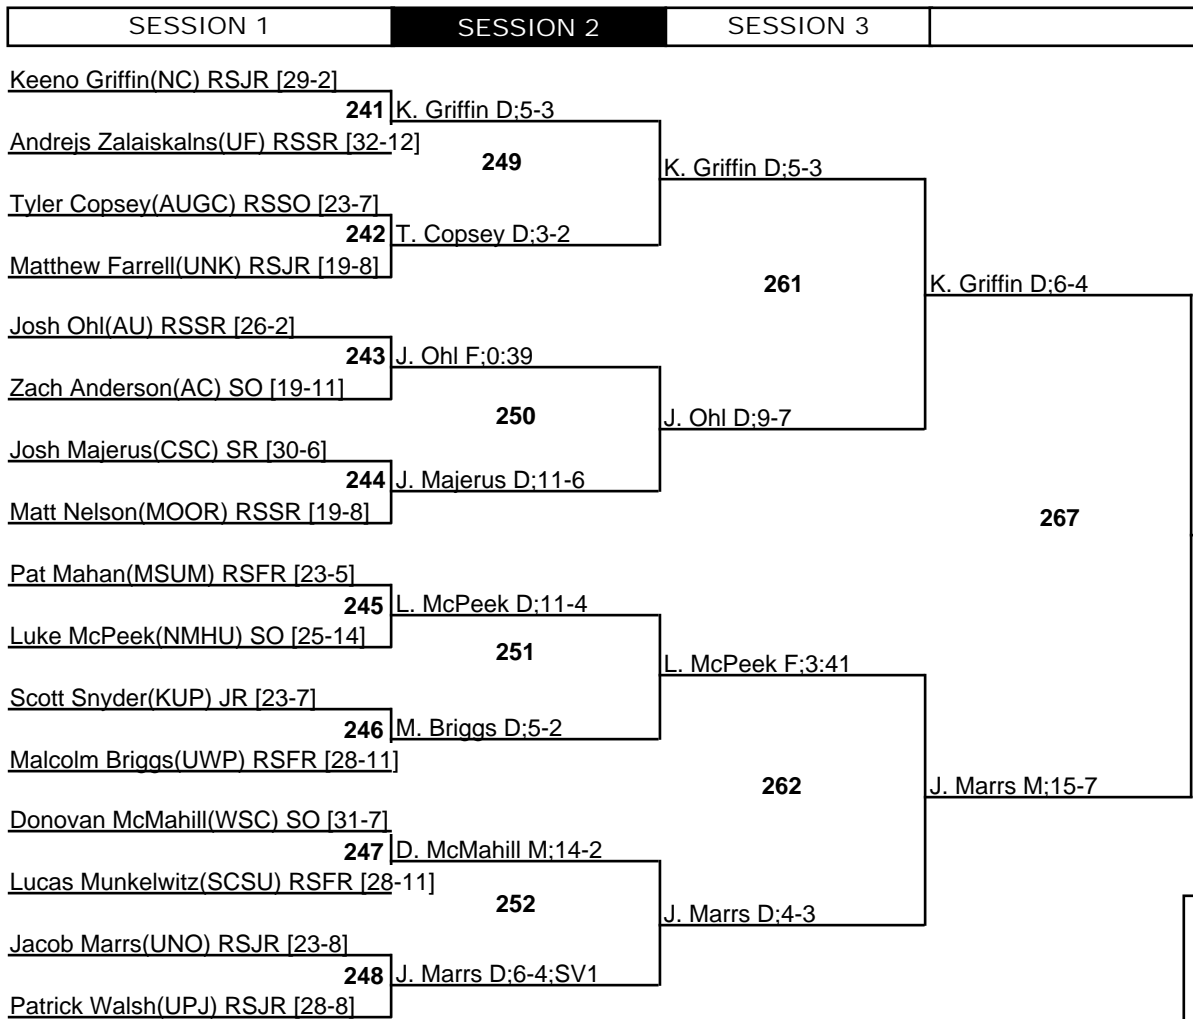 SESSION 1
SESSION 2
SESSION 3
Keeno Griffin(NC) RSJR [29-2]
241 K. Griffin D;5-3
Andrejs Zalaiskalns(UF) RSSR [32-12]
249
K. Griffin D;5-3
Tyler Copsey(AUGC) RSSO [23-7]
242 T. Copsey D;3-2
Matthew Farrell(UNK) RSJR [19-8]
261
K. Griffin D;6-4
Josh Ohl(AU) RSSR [26-2]
243 J. Ohl F;0:39
Zach Anderson(AC) SO [19-11]
250
J. Ohl D;9-7
Josh Majerus(CSC) SR [30-6]
244 J. Majerus D;11-6
Matt Nelson(MOOR) RSSR [19-8]
267
Pat Mahan(MSUM) RSFR [23-5]
245 L. McPeek D;11-4
Luke McPeek(NMHU) SO [25-14]
251
L. McPeek F;3:41
Scott Snyder(KUP) JR [23-7]
246 M. Briggs D;5-2
Malcolm Briggs(UWP) RSFR [28-11]
262
J. Marrs M;15-7
Donovan McMahill(WSC) SO [31-7]
247 D. McMahill M;14-2
Lucas Munkelwitz(SCSU) RSFR [28-11]
252
J. Marrs D;4-3
Jacob Marrs(UNO) RSJR [23-8]
248 J. Marrs D;6-4;SV1
Patrick Walsh(UPJ) RSJR [28-8]